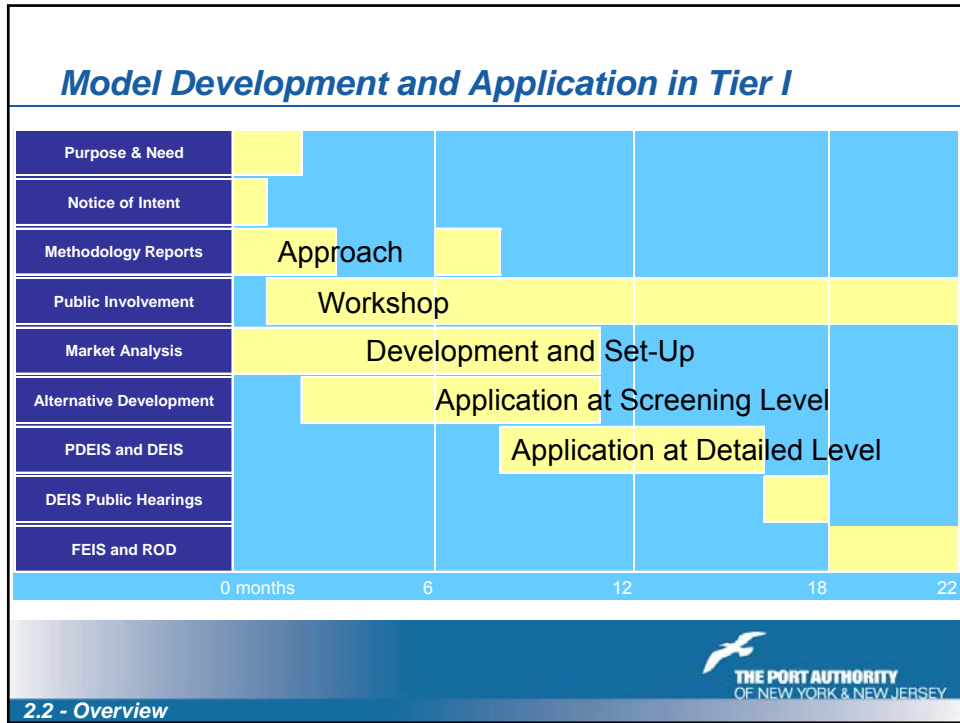 Model Development and Application in Tier I
Purpose & Need
Notice of Intent
Methodology Reports
Approach
Public Involvement
Workshop
Market Analysis
Development and Set-Up
Alternative Development
Application at Screening Level
PDEIS and DEIS
Application at Detailed Level
DEIS Public Hearings
FEIS and ROD
0 months 6 12 18 22
THE PORT AUTHORITY
OF NEW YORK & NEW JERSEY
2.2 - Overview